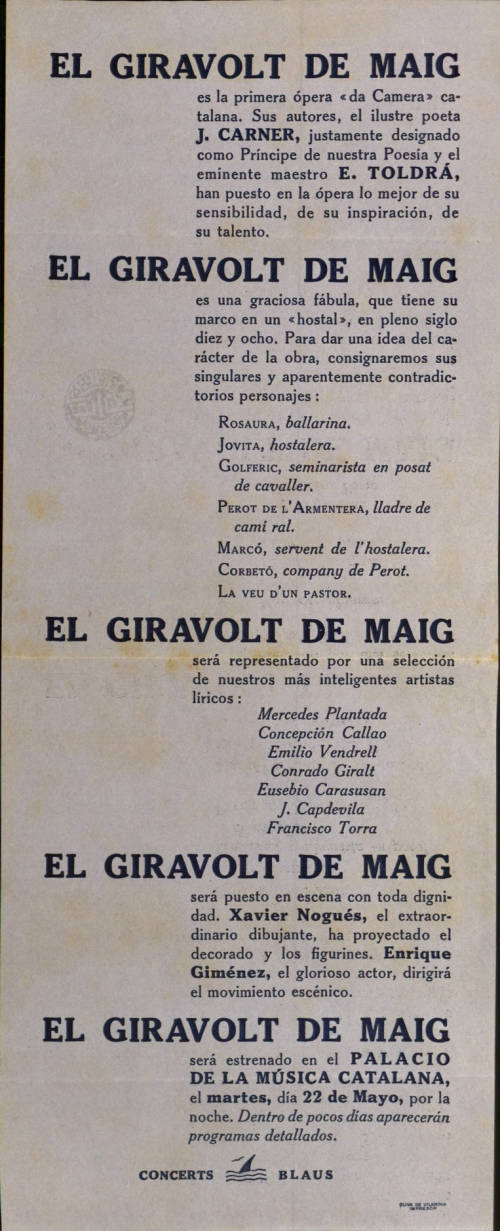 EL GIRAVOLT DE MAIG
es la primera ópera «da Camera» ca-
talana. Sus autores, el ilustre poeta
J. CARNER, justamente designado
como Príncipe de nuestra Poesía y el
eminente maestro E. TOLDRÁ,
han puesto en la ópera lo mejor de su
sensibilidad, de su inspiración, de
su talento.
EL GIRAVOLT DE MAIG
es una graciosa fábula, que tiene su
marco en un «hostal», en pleno siglo
diez y ocho. Para dar una idea del ca-
rácter de la obra, consignaremos sus
singulares y aparentemente contradic-
torios personajes :
ROSAURA, ballarina.
JOVITA, hostalera.
GOLFERIC, seminarista en posat
de cavaller.
PEROT DE L'ARMENTERA, lladre de
camí ral.
MARCÓ, servent de l'hostalera.
CORBETÓ, company de Perot.
LA VEU D'UN PASTOR.
EL GIRAVOLT DE MAIG
será representado por una selección
de nuestros más inteligentes artistas
líricos :
Mercedes Plantada
Concepción Callao
Emilio Vendrell
Conrado Giralt
Eusebio Carasusan
J. Capdevila
Francisco Torra
EL GIRAVOLT DE MAIG
será puesto en escena con toda digni-
dad. Xavier Nogués, el extraor-
dinario dibujante, ha proyectado el
decorado y los figurines. Enrique
Giménez, el glorioso actor, dirigirá
el movimiento escénico.
EL GIRAVOLT DE MAIG
será estrenado en el PALACIO
DE LA MÚSICA CATALANA,
el martes, día 22 de Mayo, por la
noche. Dentro de pocos días aparecerán
programas detallados.
CONCERTS BLAUS
OLIVA DE VILANOVA
IMPRESOR